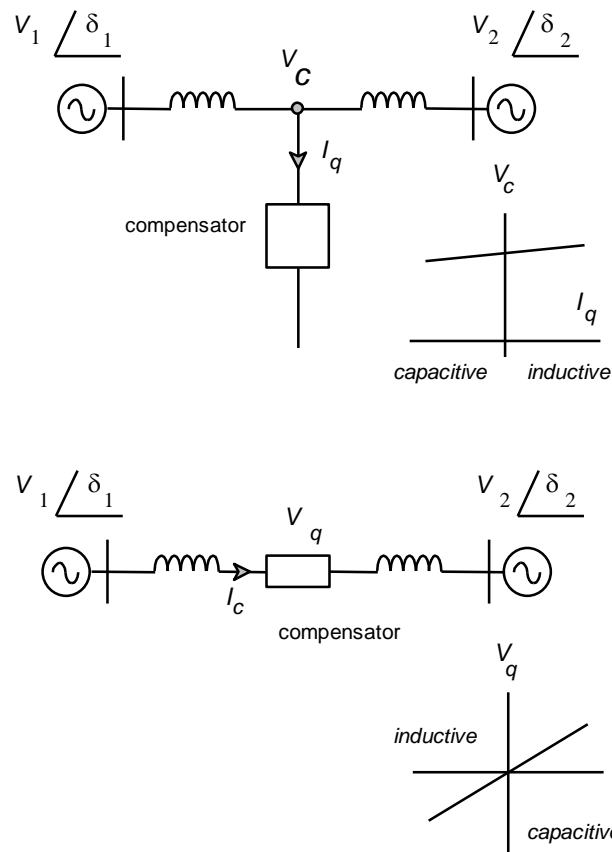 V1 δ1
V2 δ2
Vc
Iq
compensator
Vc
Iq
capacitive inductive
V1 δ1
V2 δ2
Vq
Ic
compensator
Vq
inductive
capacitive